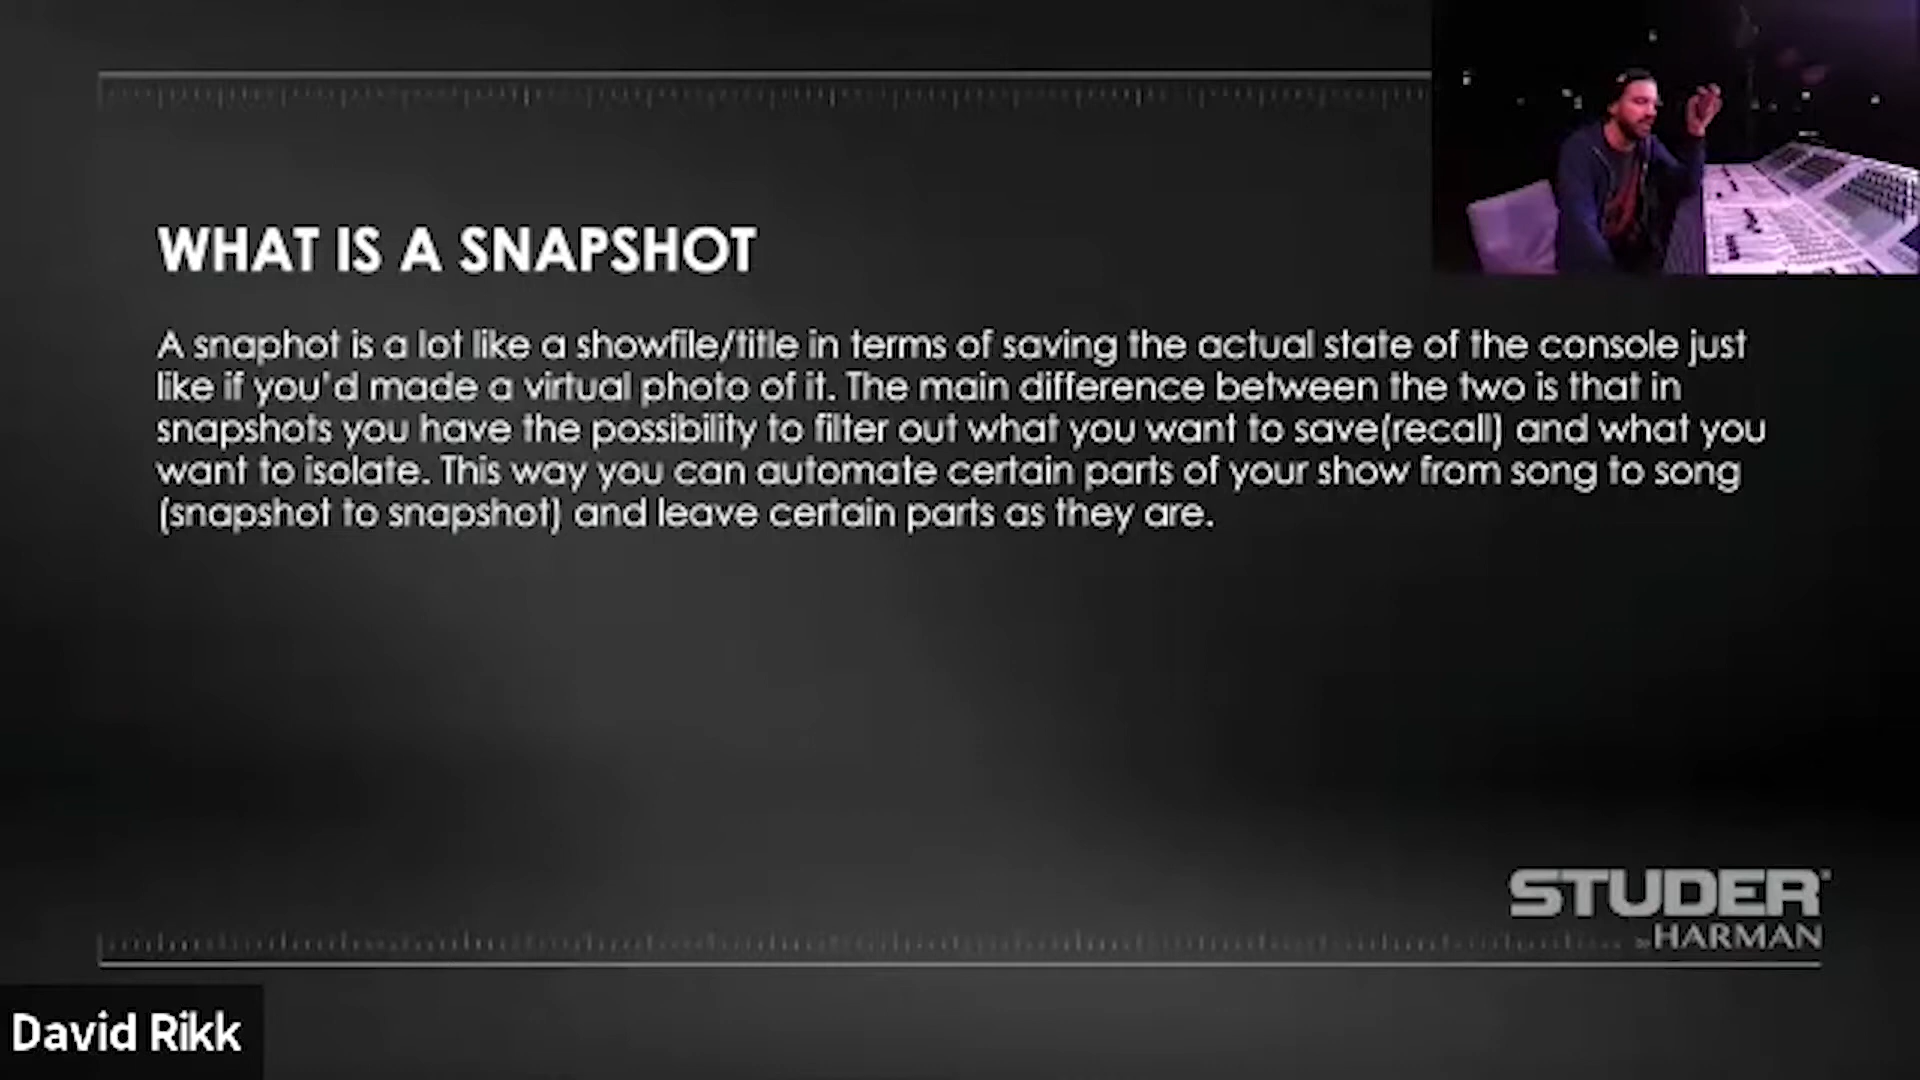 WHAT IS A SNAPSHOT
A snaphot is a lot like a showfile/title in terms of saving the actual state of the console just
like if you'd made a virtual photo of it. The main difference between the two is that in
snapshots you have the possibility to filter out what you want to save(recall) and what you
want to isolate. This way you can automate certain parts of your show from song to song
(snapshot to snapshot) and leave certain parts as they are.
STUDER®
by HARMAN
David Rikk